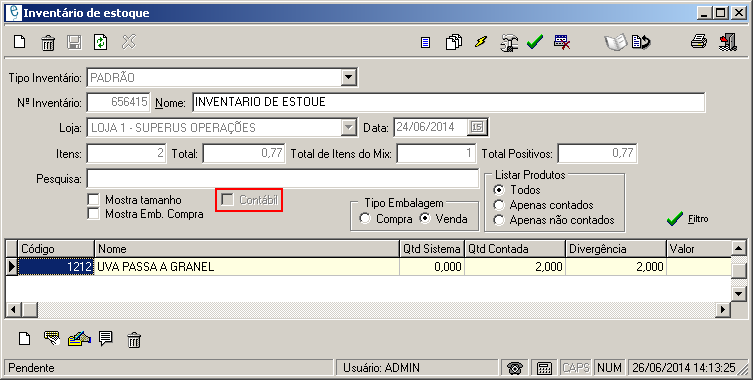 Inventário de estoque
Tipo Inventário: PADRÃO
Nº Inventário: 656415 Nome: INVENTARIO DE ESTOUE
Loja: LOJA 1 - SUPERUS OPERAÇÕES Data: 24/06/2014 15
Itens: 2 Total: 0,77 Total de Itens do Mix: 1 Total Positivos: 0,77
Pesquisa:
Mostra tamanho Contábil
Mostra Emb. Compra
Tipo Embalagem
Compra Venda
Listar Produtos
Todos
Apenas contados
Apenas não contados
Filtro
Código Nome Qtd Sistema Qtd Contada Divergência Valor
1212 UVA PASSA A GRANEL 0,000 2,000 2,000
Pendente Usuário: ADMIN CAPS NUM 26/06/2014 14:13:25